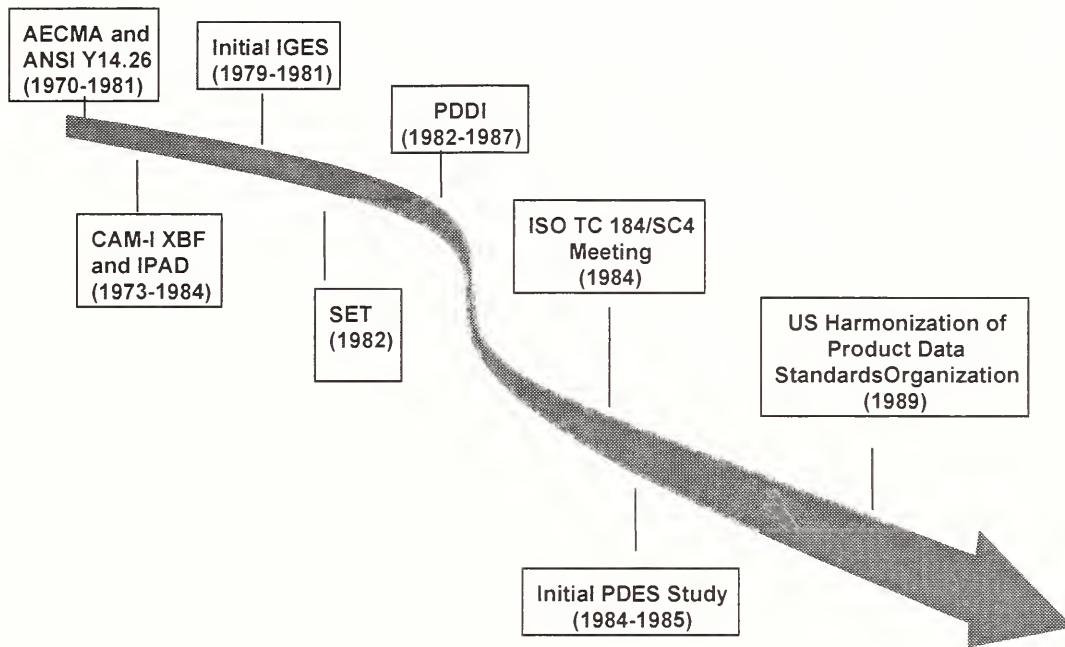 AECMA and
ANSI Y14.26
(1970-1981)
Initial IGES
(1979-1981)
PDDI
(1982-1987)
CAM-I XBF
and IPAD
(1973-1984)
SET
(1982)
ISO TC 184/SC4
Meeting
(1984)
US Harmonization of
Product Data
StandardsOrganization
(1989)
Initial PDES Study
(1984-1985)